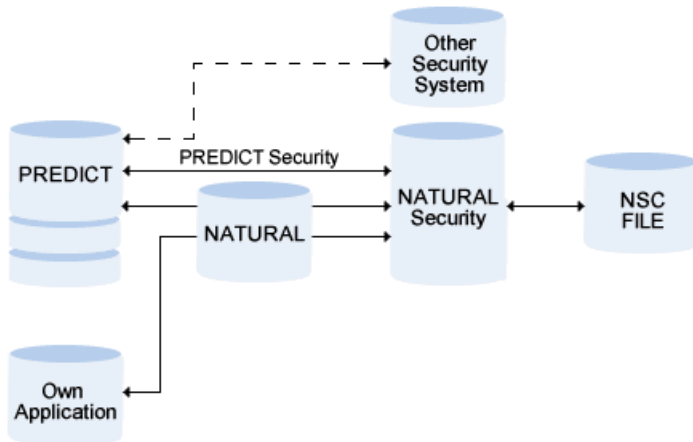 Other
Security
System
PREDICT Security
PREDICT
NATURAL
NATURAL
Security
NSC
FILE
Own
Application